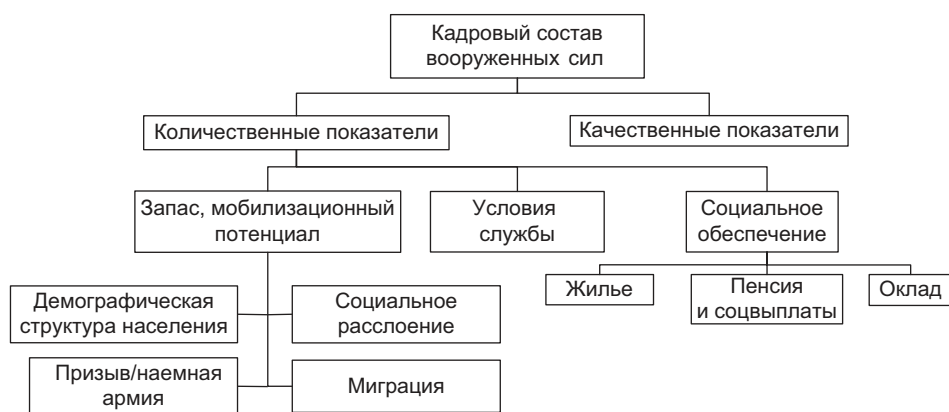 Кадровый состав
вооруженных сил
Количественные показатели
Качественные показатели
Запас, мобилизационный
потенциал
Условия
службы
Социальное
обеспечение
Жилье
Пенсия
и соцвыплаты
Оклад
Демографическая
структура населения
Социальное
расслоение
Призыв/наемная
армия
Миграция